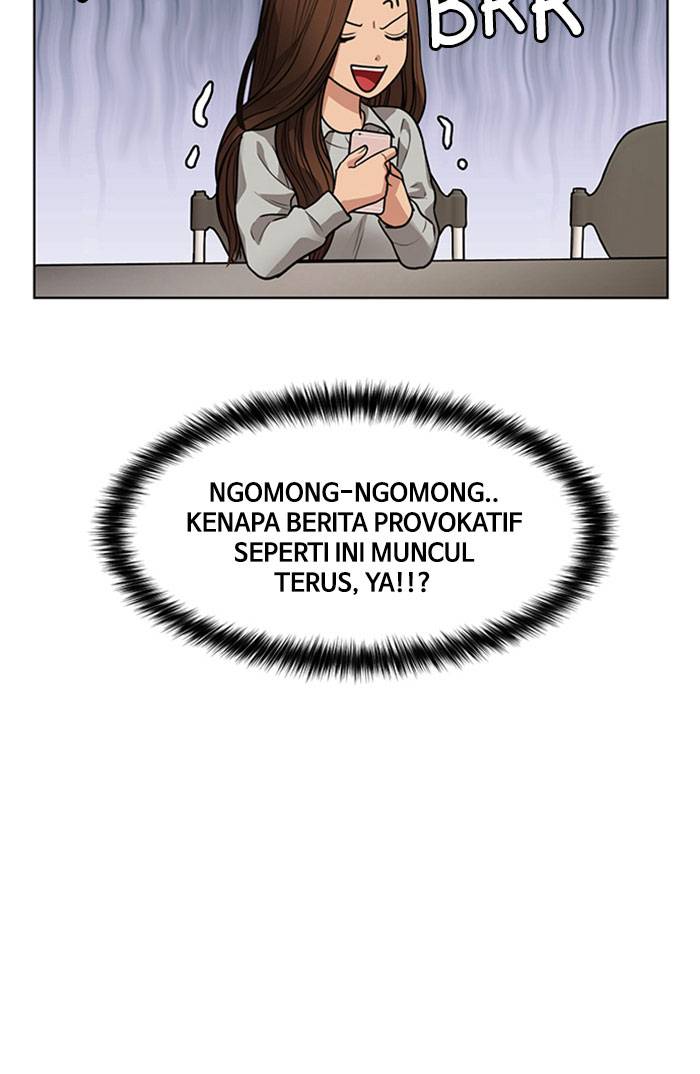 BRR
NGOMONG-NGOMONG..
KENAPA BERITA PROVOKATIF
SEPERTI INI MUNCUL
TERUS, YA!!?